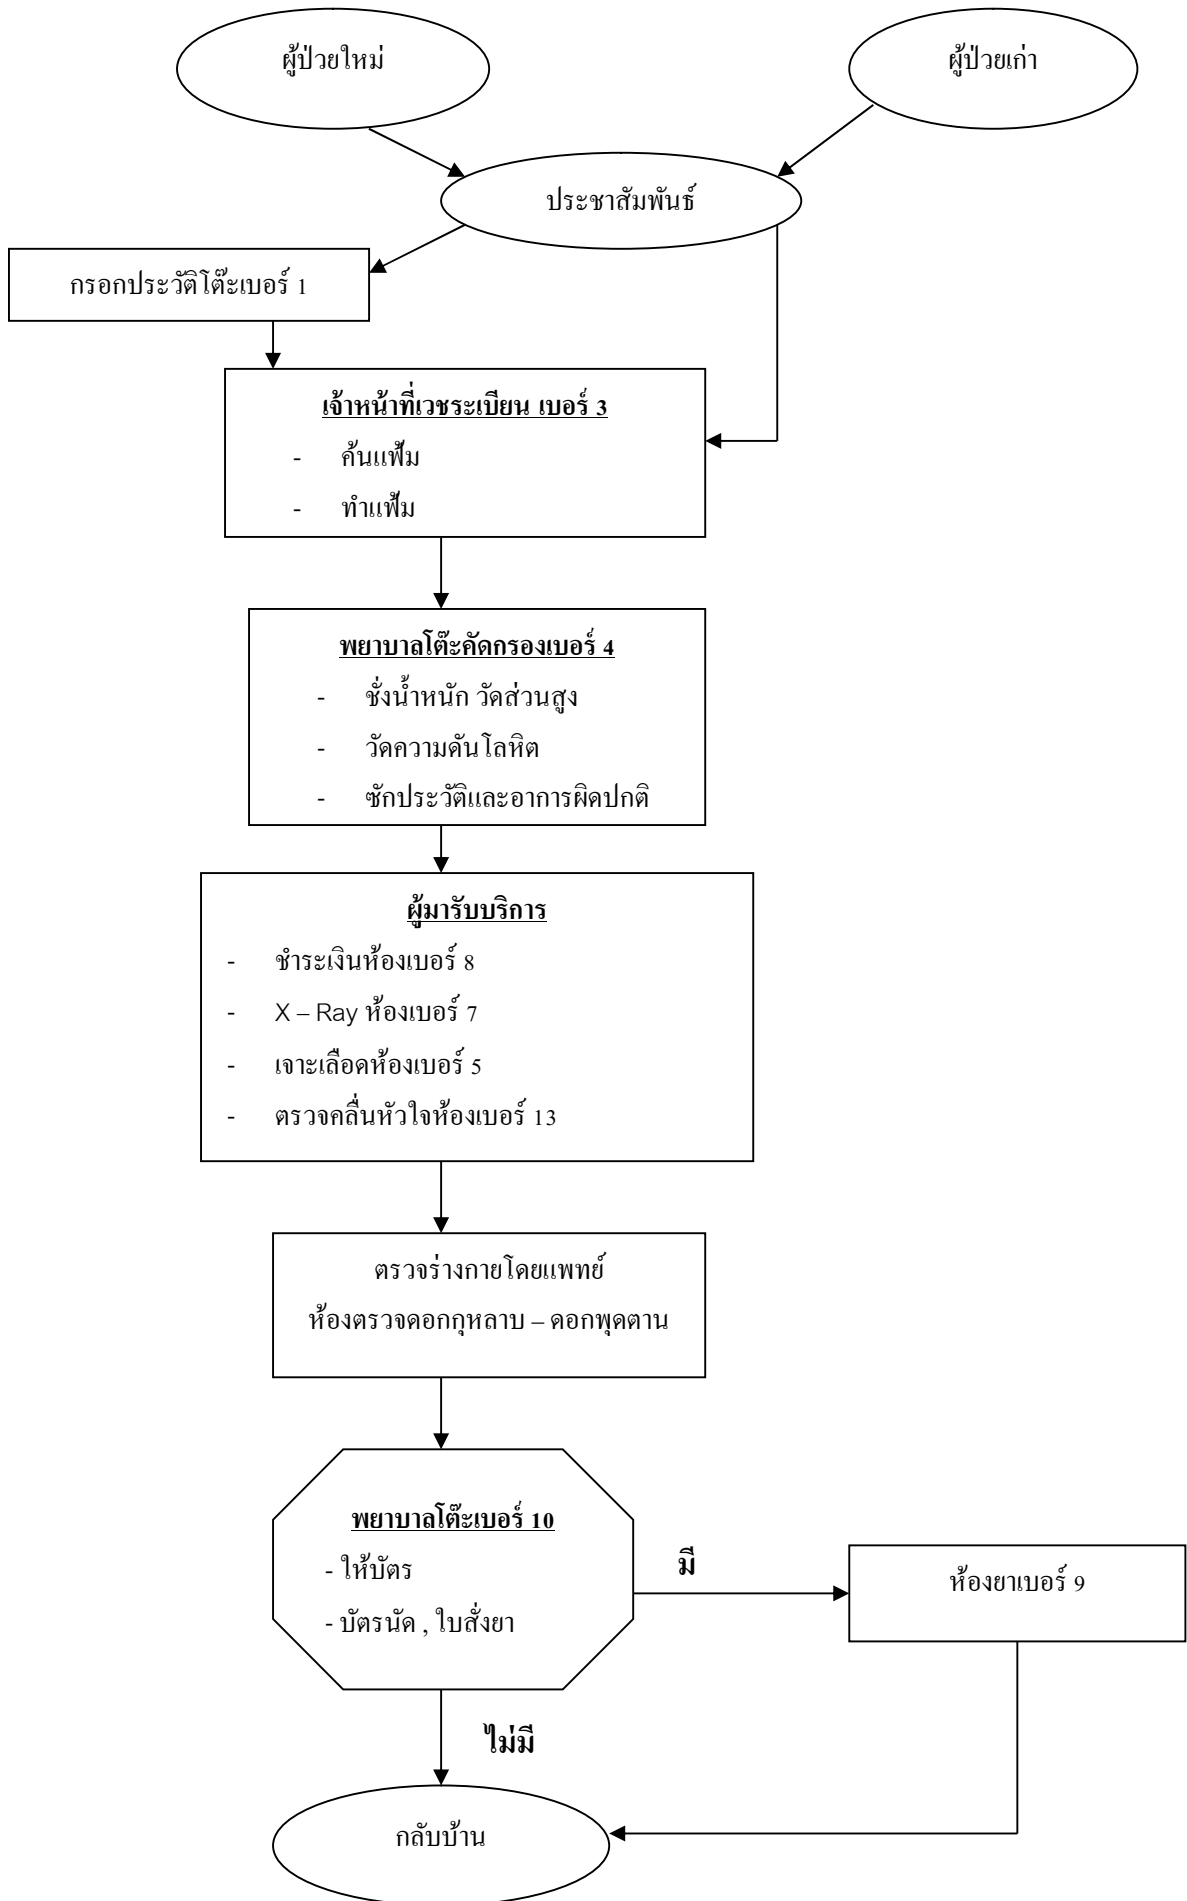 ผู้ป่วยใหม่
ผู้ป่วยเก่า
ประชาสัมพันธ์
กรอกประวัติโต๊ะเบอร์ 1
เจ้าหน้าที่เวชระเบียน เบอร์ 3
- ค้นแฟ้ม
- ทำแฟ้ม
พยาบาลโต๊ะคัดกรองเบอร์ 4
- ชั่งน้ำหนัก วัดส่วนสูง
- วัดความดันโลหิต
- ซักประวัติและอาการผิดปกติ
ผู้มารับบริการ
- ชำระเงินห้องเบอร์ 8
- X – Ray ห้องเบอร์ 7
- เจาะเลือดห้องเบอร์ 5
- ตรวจคลื่นหัวใจห้องเบอร์ 13
ตรวจร่างกายโดยแพทย์
ห้องตรวจดอกกุหลาบ – ดอกพุดตาน
พยาบาลโต๊ะเบอร์ 10
- ให้บัตร
- บัตรนัด , ใบสั่งยา
มี
ห้องยาเบอร์ 9
ไม่มี
กลับบ้าน